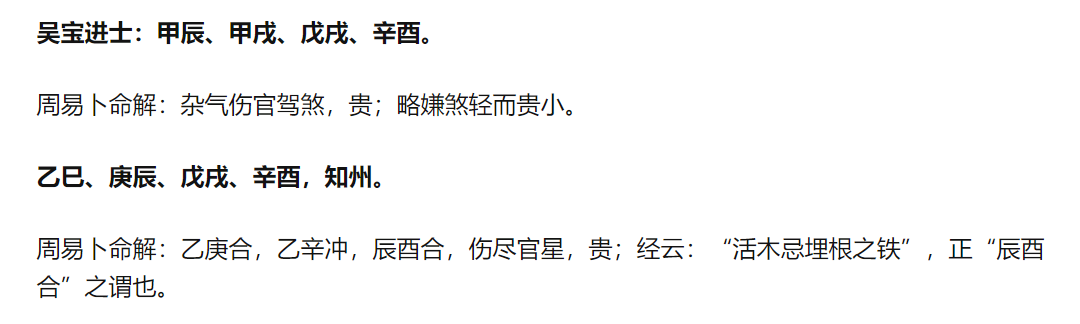 吴宝进士：甲辰、甲戌、戊戌、辛酉。
周易卜命解：杂气伤官驾煞，贵；略嫌煞轻而贵小。
乙巳、庚辰、戊戌、辛酉，知州。
周易卜命解：乙庚合，乙辛冲，辰酉合，伤尽官星，贵；经云：“活木忌埋根之铁”，正“辰酉
合”之谓也。